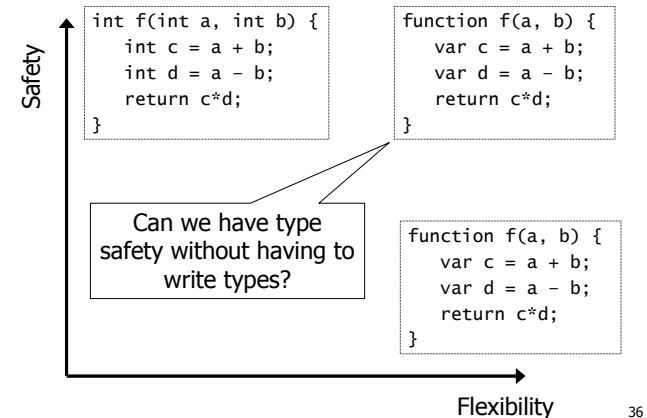 Safety
int f(int a, int b) {
int c = a + b;
int d = a – b;
return c*d;
}
function f(a, b) {
var c = a + b;
var d = a – b;
return c*d;
}
Can we have type
safety without having to
write types?
function f(a, b) {
var c = a + b;
var d = a – b;
return c*d;
}
Flexibility
36